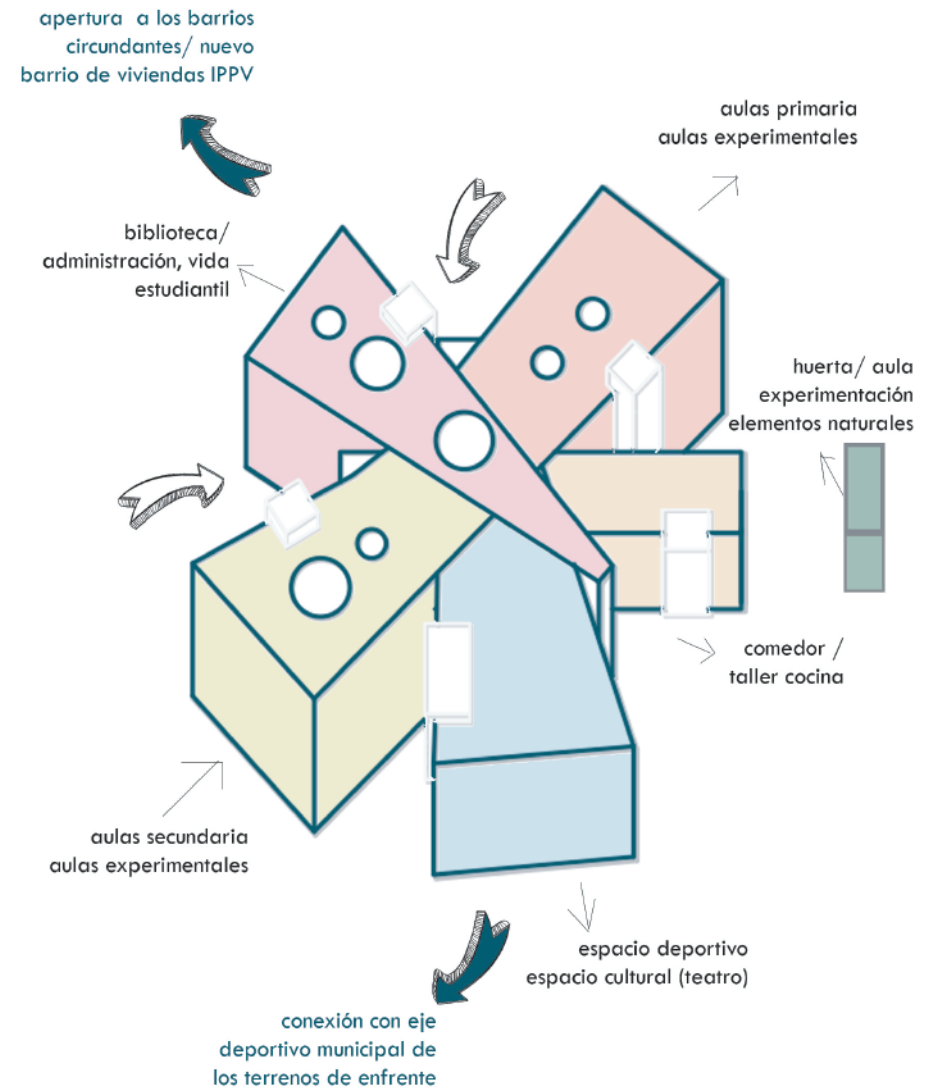 apertura a los barrios
circundantes/ nuevo
barrio de viviendas IPPV
aulas primaria
aulas experimentales
biblioteca/
administración, vida
estudiantil
huerta/ aula
experimentación
elementos naturales
comedor /
taller cocina
aulas secundaria
aulas experimentales
espacio deportivo
espacio cultural (teatro)
conexión con eje
deportivo municipal de
los terrenos de enfrente